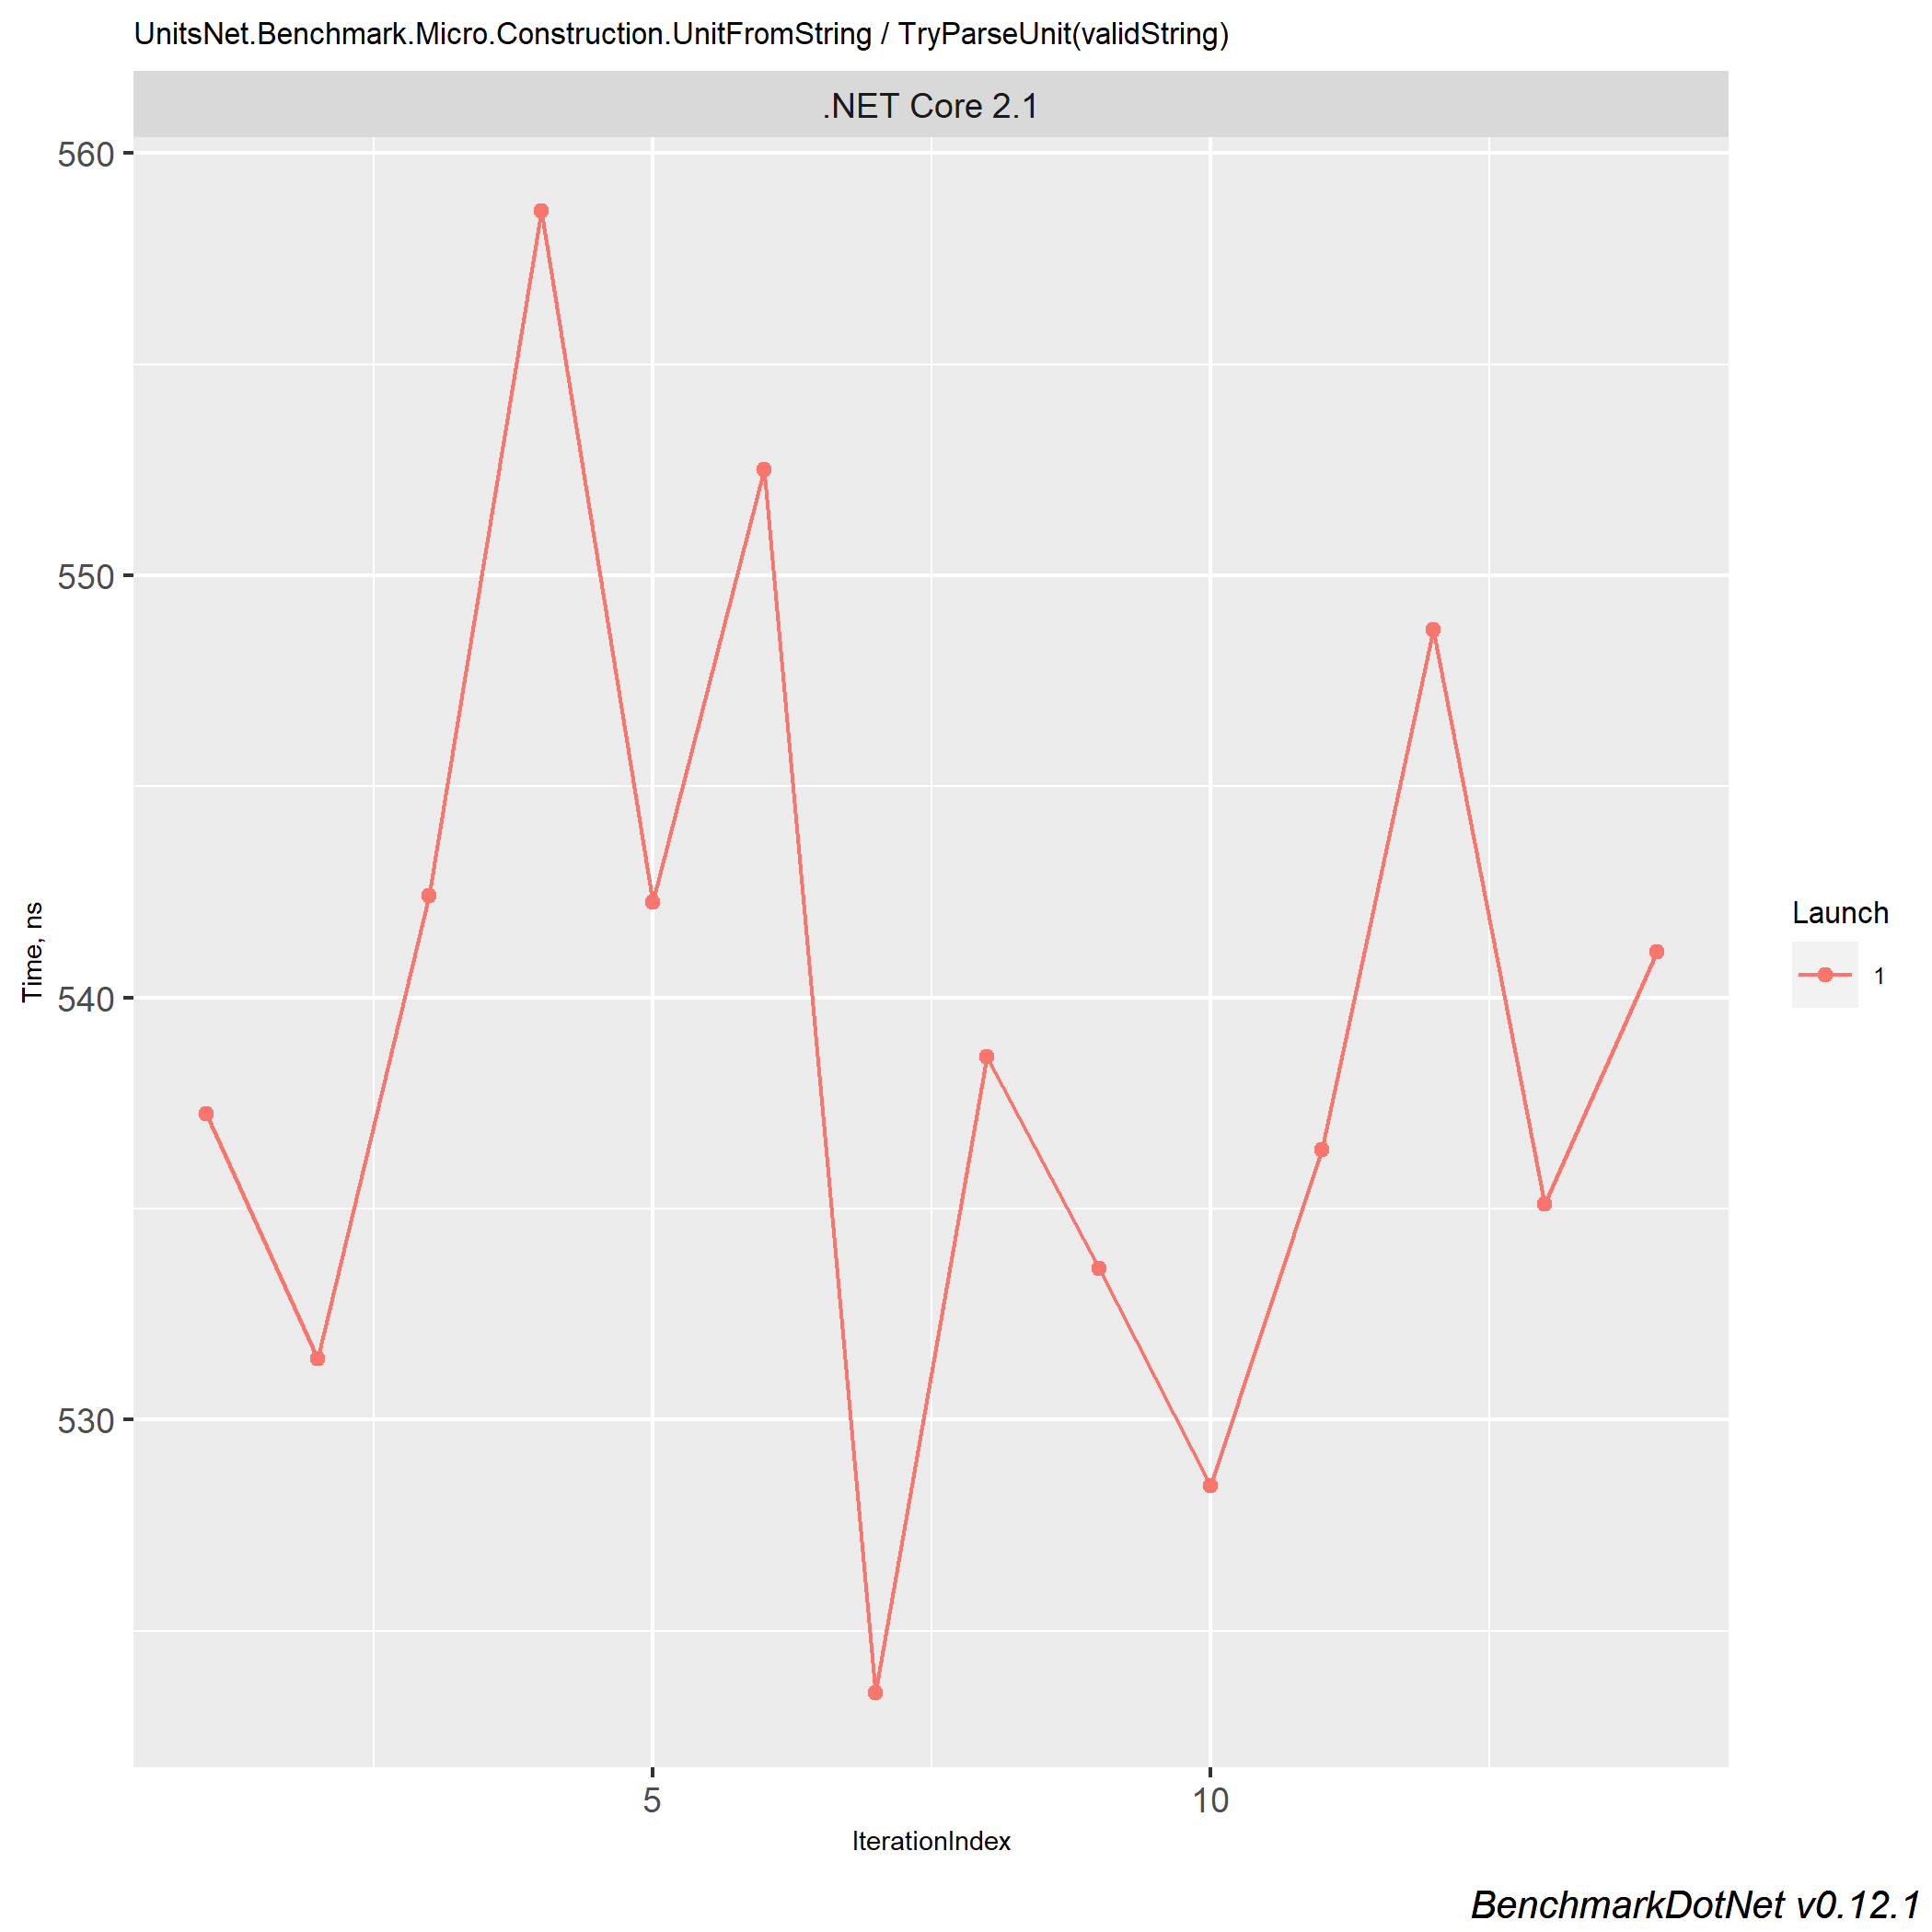 UnitsNet.Benchmark.Micro.Construction.UnitFromString / TryParseUnit(validString)
.NET Core 2.1
560
550
540
530
Time, ns
5
10
IterationIndex
Launch
1
BenchmarkDotNet v0.12.1